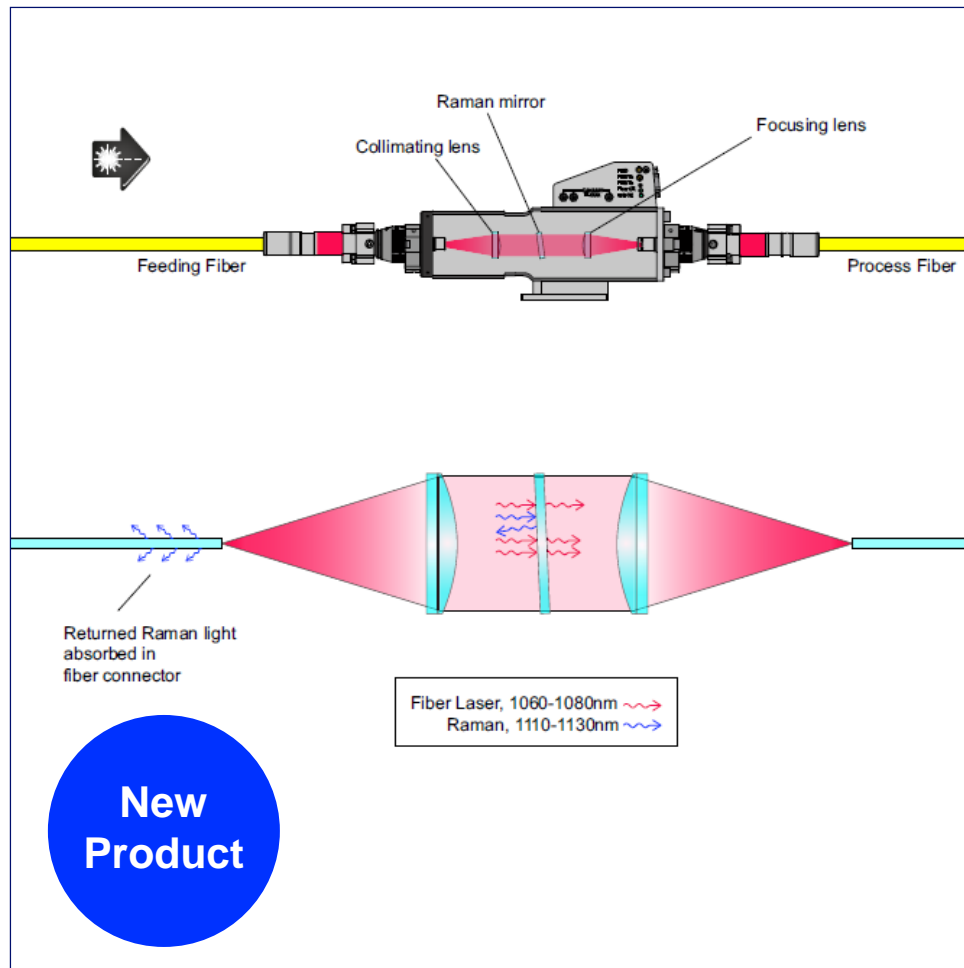 Raman mirror
Focusing lens
Collimating lens
Feeding Fiber
Process Fiber
Returned Raman light
absorbed in
fiber connector
Fiber Laser, 1060-1080nm
Raman, 1110-1130nm
New
Product